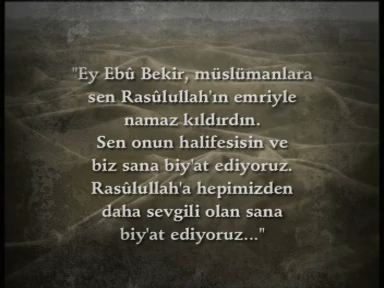 "Ey Ebû Bekir, müslümanlara
sen Rasûlullah'ın emriyle
namaz kıldırdın.
Sen onun halifesisin ve
biz sana biy'at ediyoruz.
Rasûlullah'a hepimizden
daha sevgili olan sana
biy'at ediyoruz..."